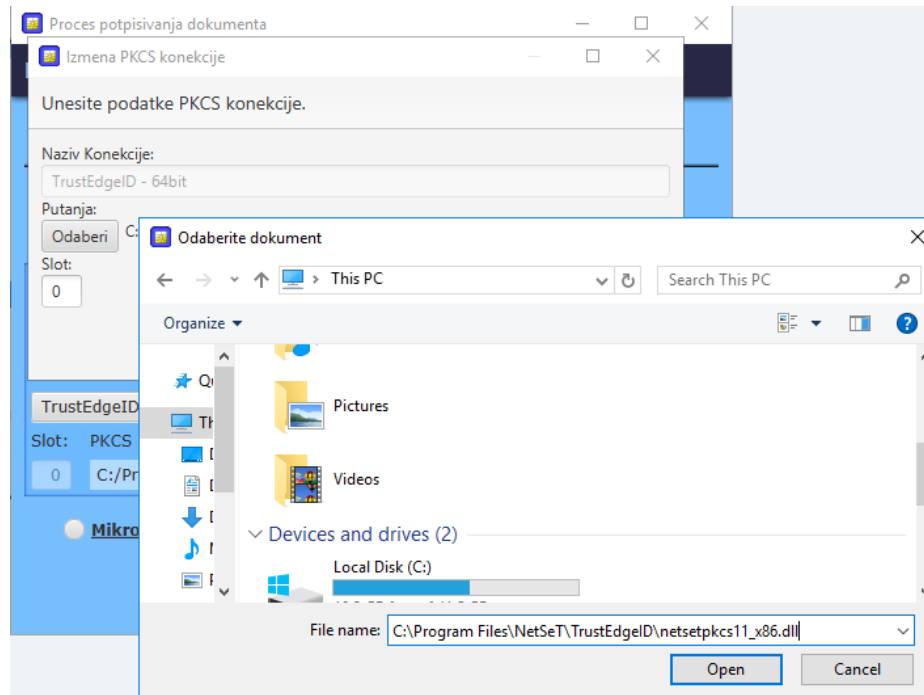 Proces potpisivanja dokumenta
Izmena PKCS konekcije
Unesite podatke PKCS konekcije.
Naziv Konekcije:
TrustEdgeID - 64bit
Putanja:
Odaberi C:
Slot:
0
Odaberite dokument
This PC
Search This PC
Organize
Pictures
Videos
Devices and drives (2)
Local Disk (C:)
TrustEdgeID
Slot: PKCS
0 C:/Pr
Mikro
File name: C:\Program Files\NetSeT\TrustEdgeID\netsetpkcs11_x86.dll
Open Cancel